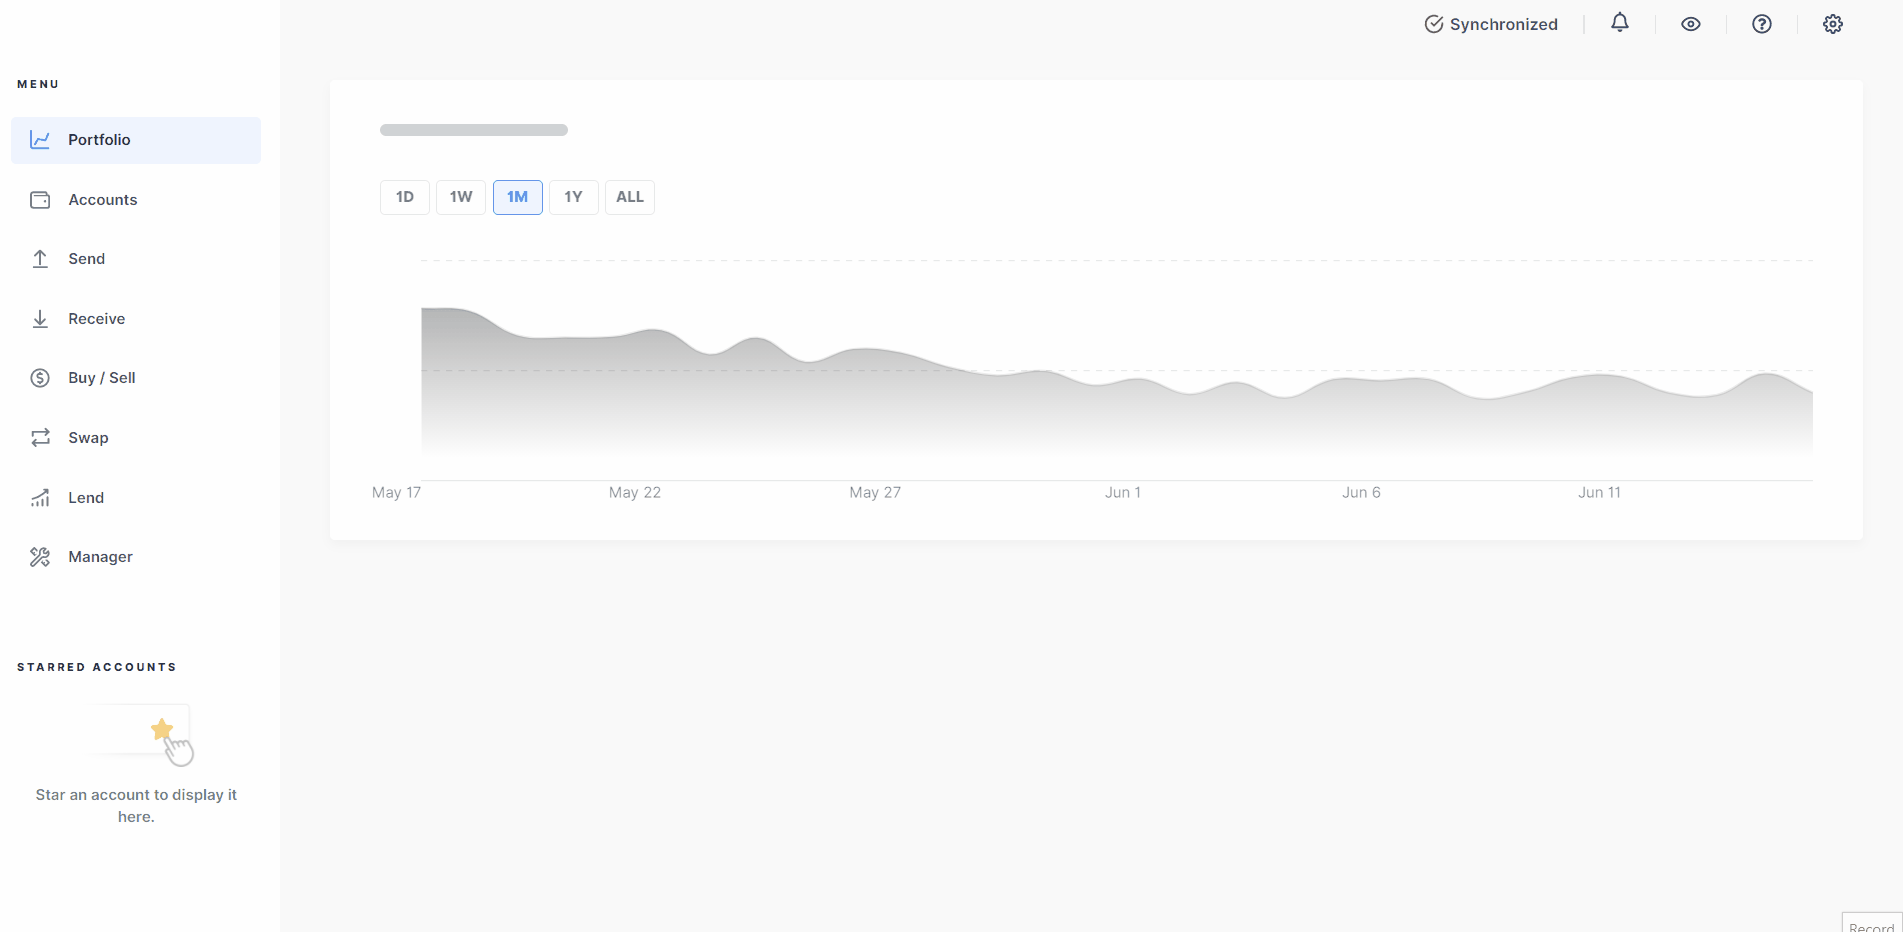 Synchronized
MENU
Portfolio
Accounts
Send
Receive
Buy / Sell
Swap
Lend
Manager
STARRED ACCOUNTS
Star an account to display it
here.
1D 1W 1M 1Y ALL
May 17 May 22 May 27 Jun 1 Jun 6 Jun 11
Record